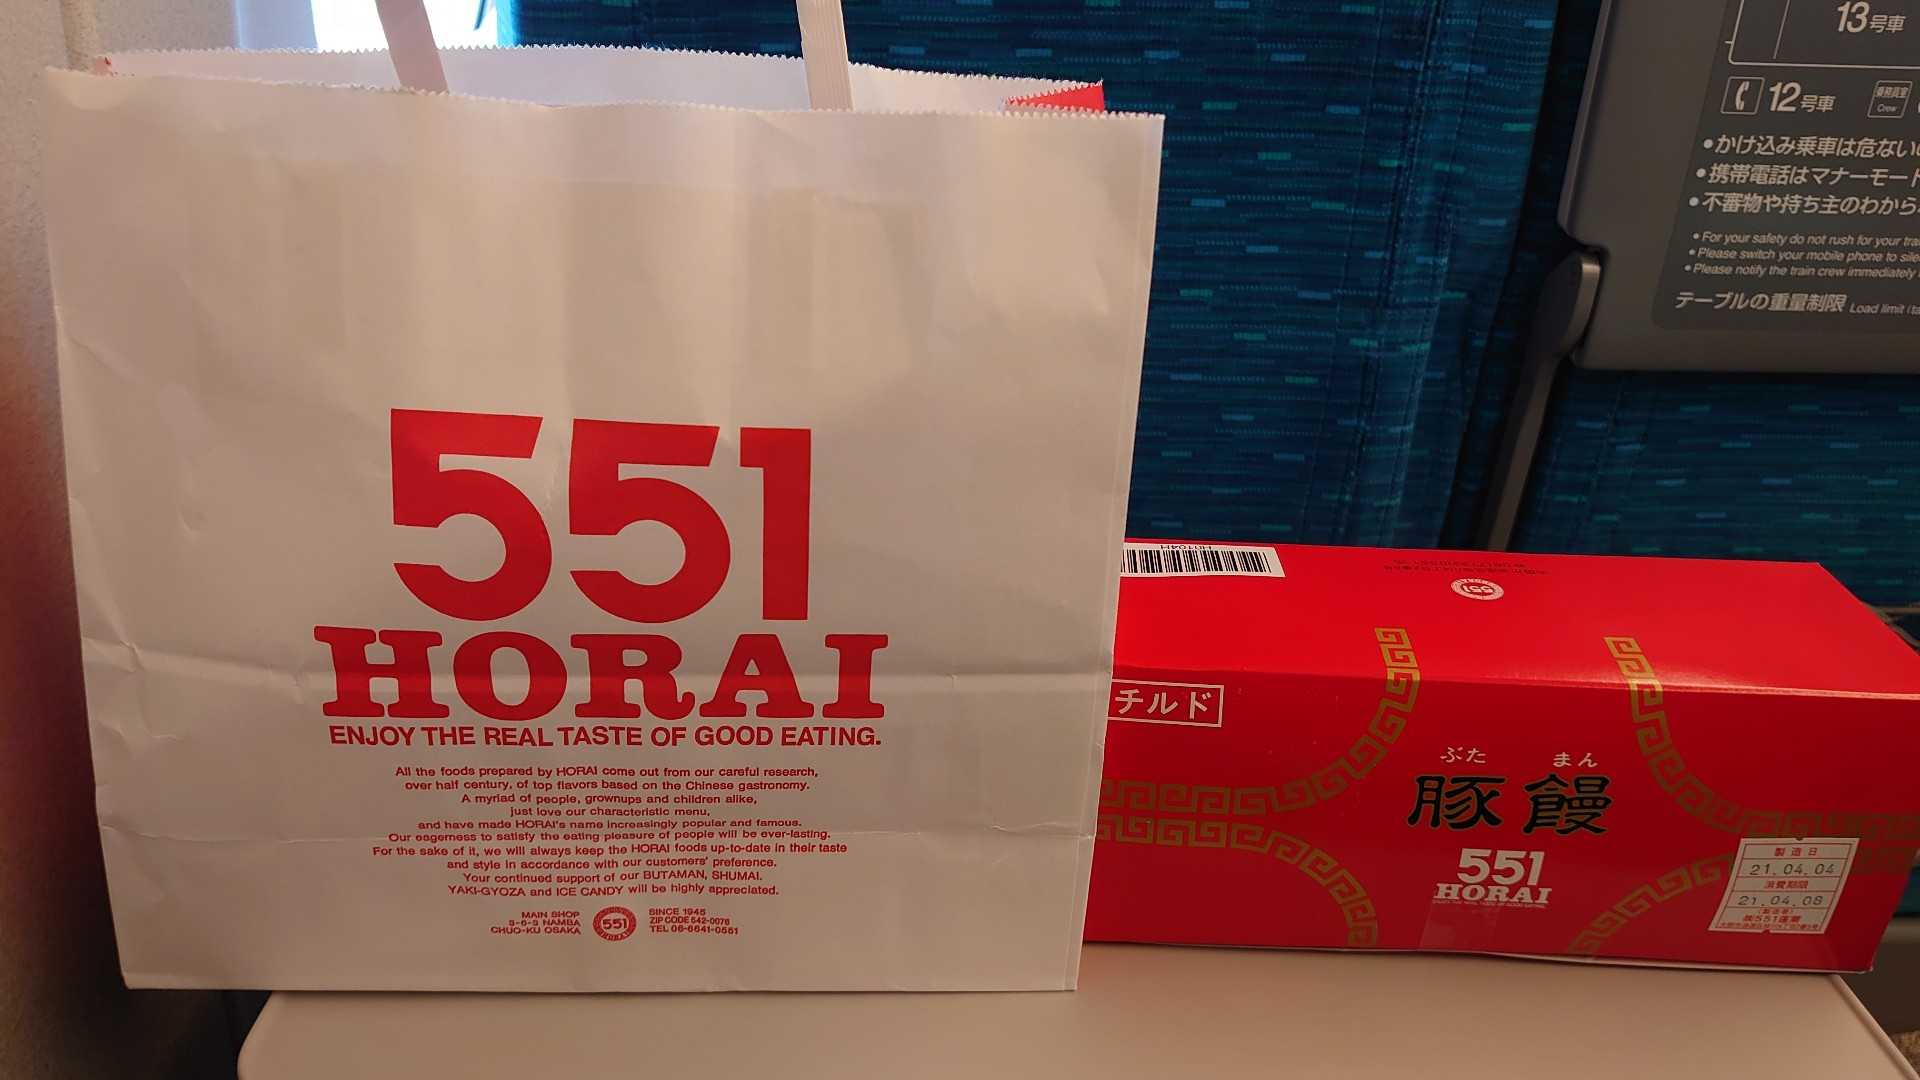 551
HORAI
ENJOY THE REAL TASTE OF GOOD EATING.
All the foods prepared by HORAI come out from our careful research,
over half century, of top flavors based on the Chinese gastronomy.
A myriad of people, grownups and children alike,
just love our characteristic menu,
and have made HORAI's name increasingly popular and famous.
Our eagerness to satisfy the eating pleasure of people will be ever-lasting.
For the sake of it, we will always keep the HORAI foods up-to-date in their taste
and style in accordance with our customers' preference.
Your continued support of our BUTAMAN, SHUMAI.
YAKI-GYOZA and ICE CANDY will be highly appreciated.
MAIN SHOP
3-6-3 NAMBA
CHUO-KU OSAKA
551
SINCE 1945
ZIP CODE 542-0076
TEL 06-6641-0551
13号車
12号車
乗務員室
Crew
•かけ込み乗車は危ない
•携帯電話はマナーモード
•不審物や持ち主のわから
•For your safety do not rush for your
•Please switch your mobile phone to
•Please notify the train crew immediately
テーブルの重量制限 Load limit
H0104H
551
チルド
ぶた まん
豚饅
551
HORAI
製造日
21.04.04
消費期限
21.04.08
(製造者)
㈱551蓬莱